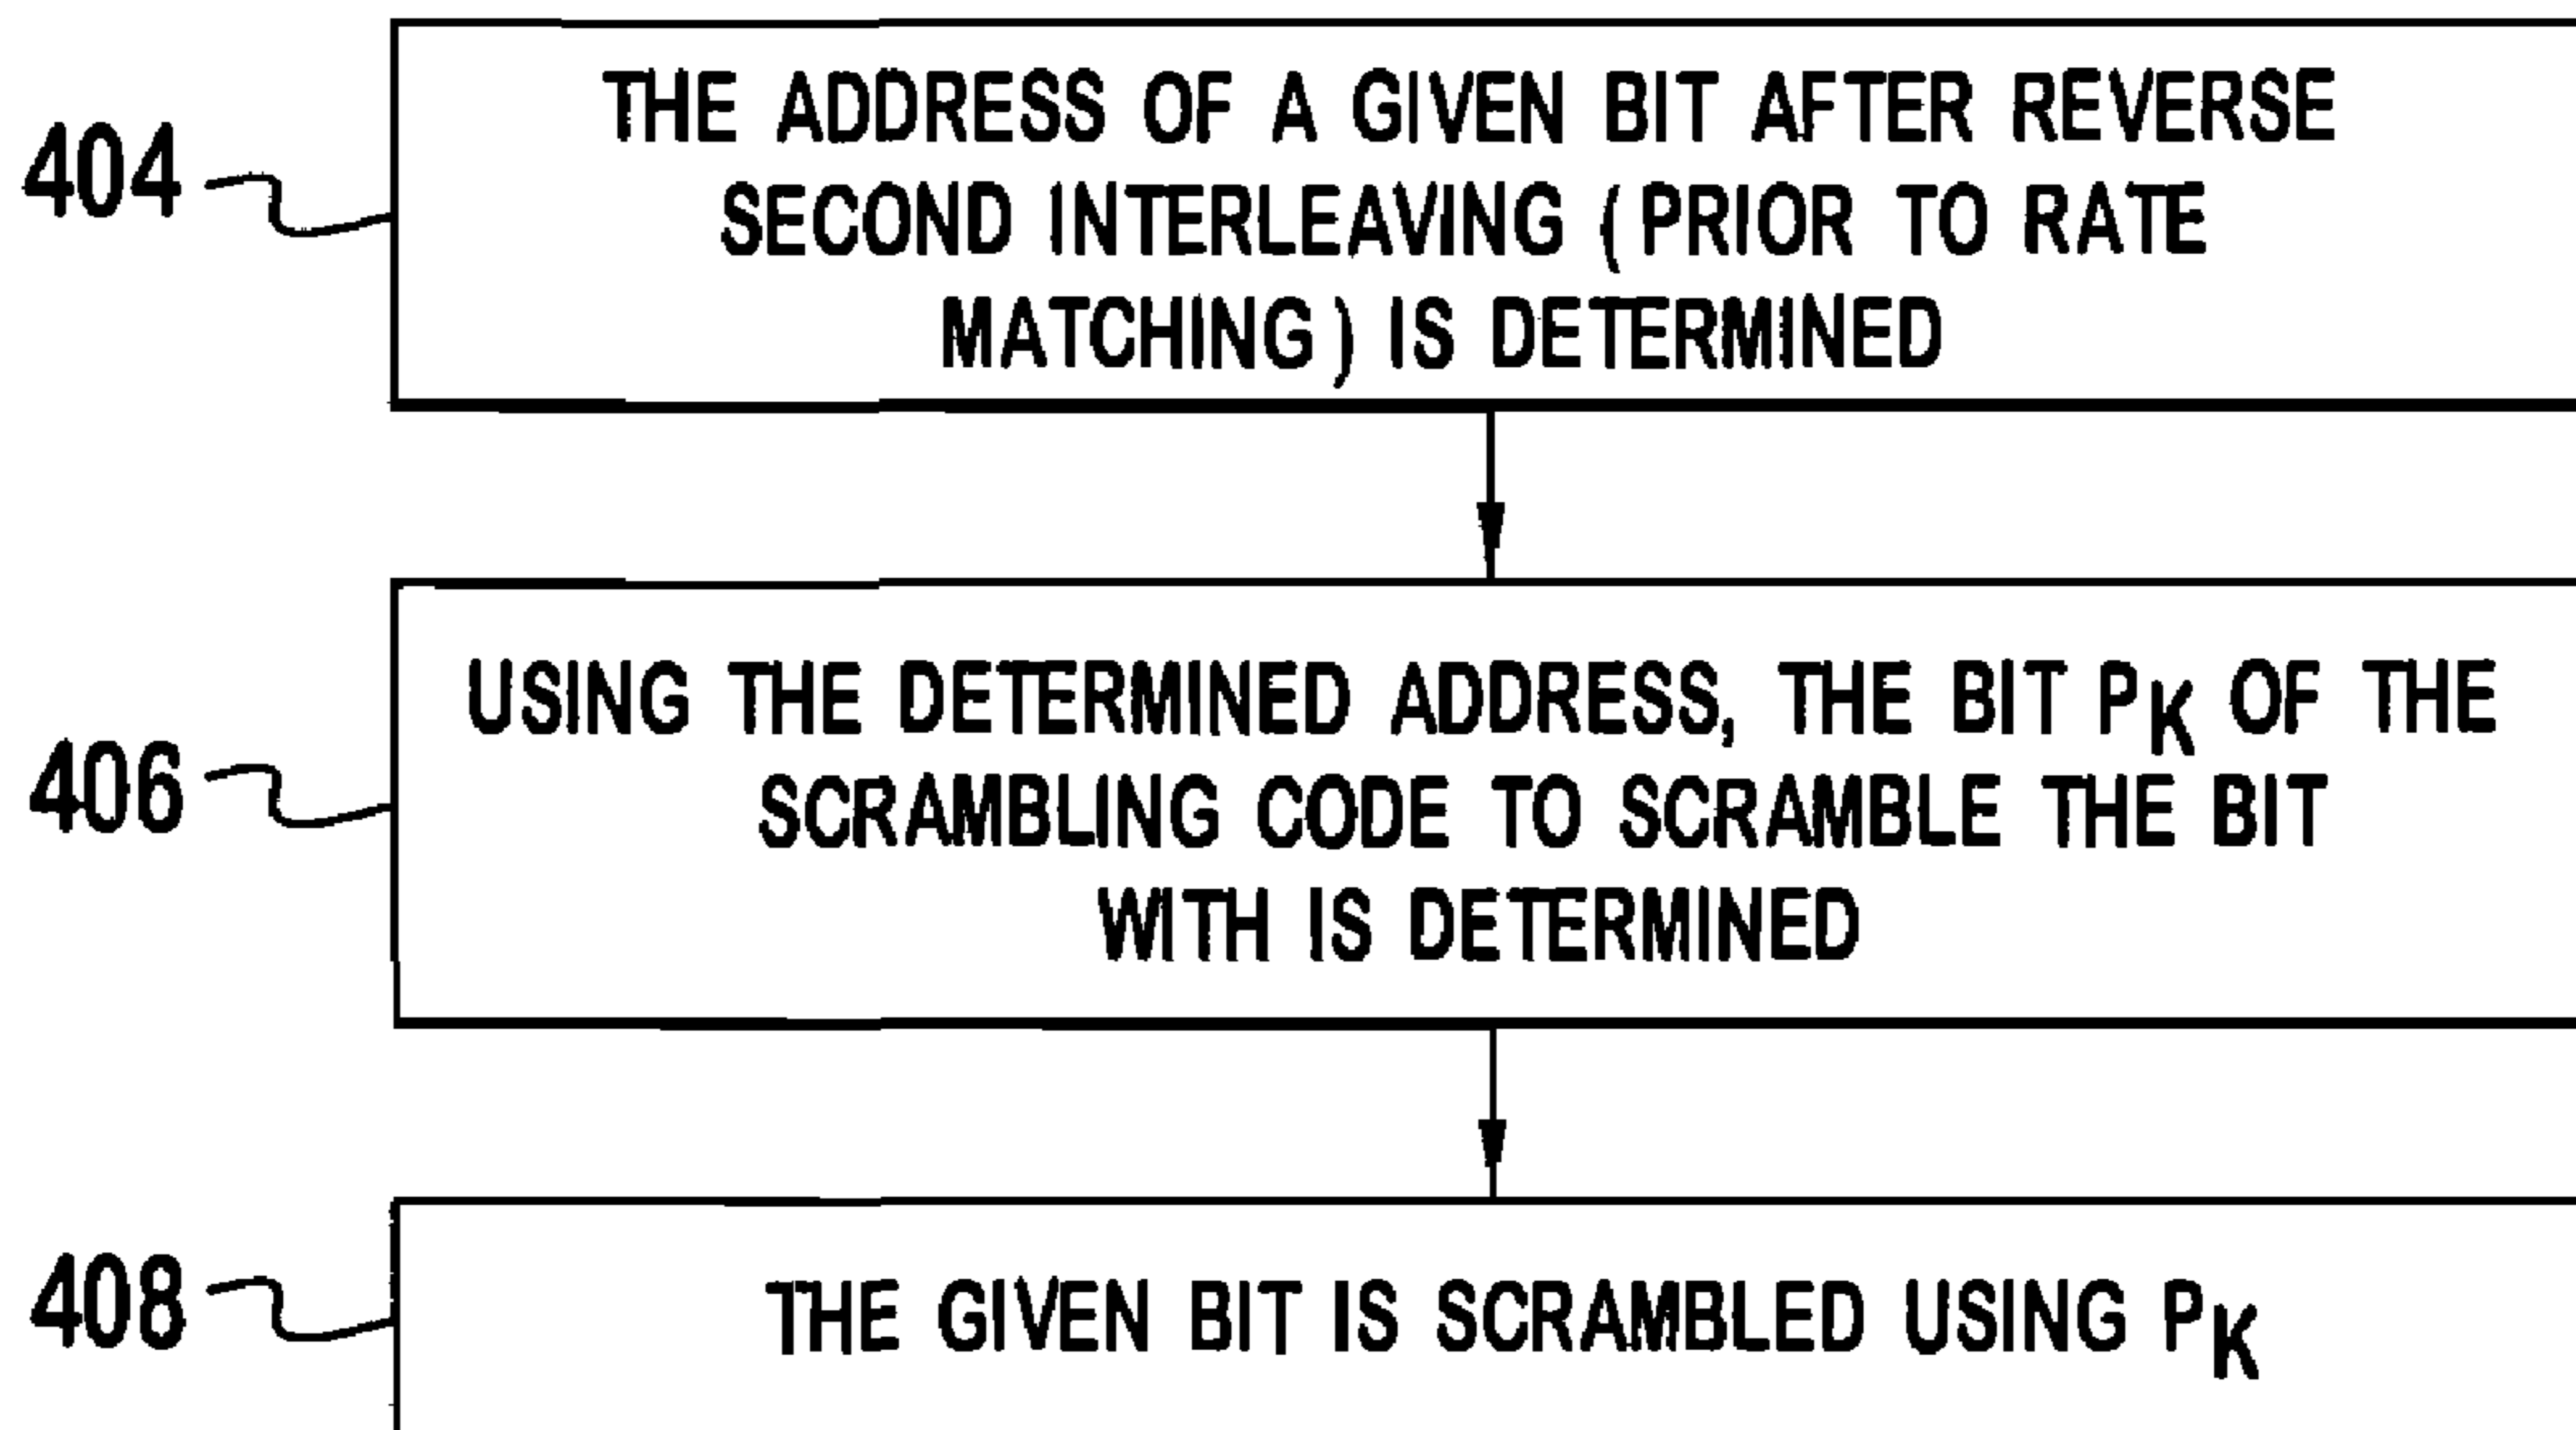 404
THE ADDRESS OF A GIVEN BIT AFTER REVERSE
SECOND INTERLEAVING (PRIOR TO RATE
MATCHING) IS DETERMINED
406
USING THE DETERMINED ADDRESS, THE BIT PK OF THE
SCRAMBLING CODE TO SCRAMBLE THE BIT
WITH IS DETERMINED
408
THE GIVEN BIT IS SCRAMBLED USING PK